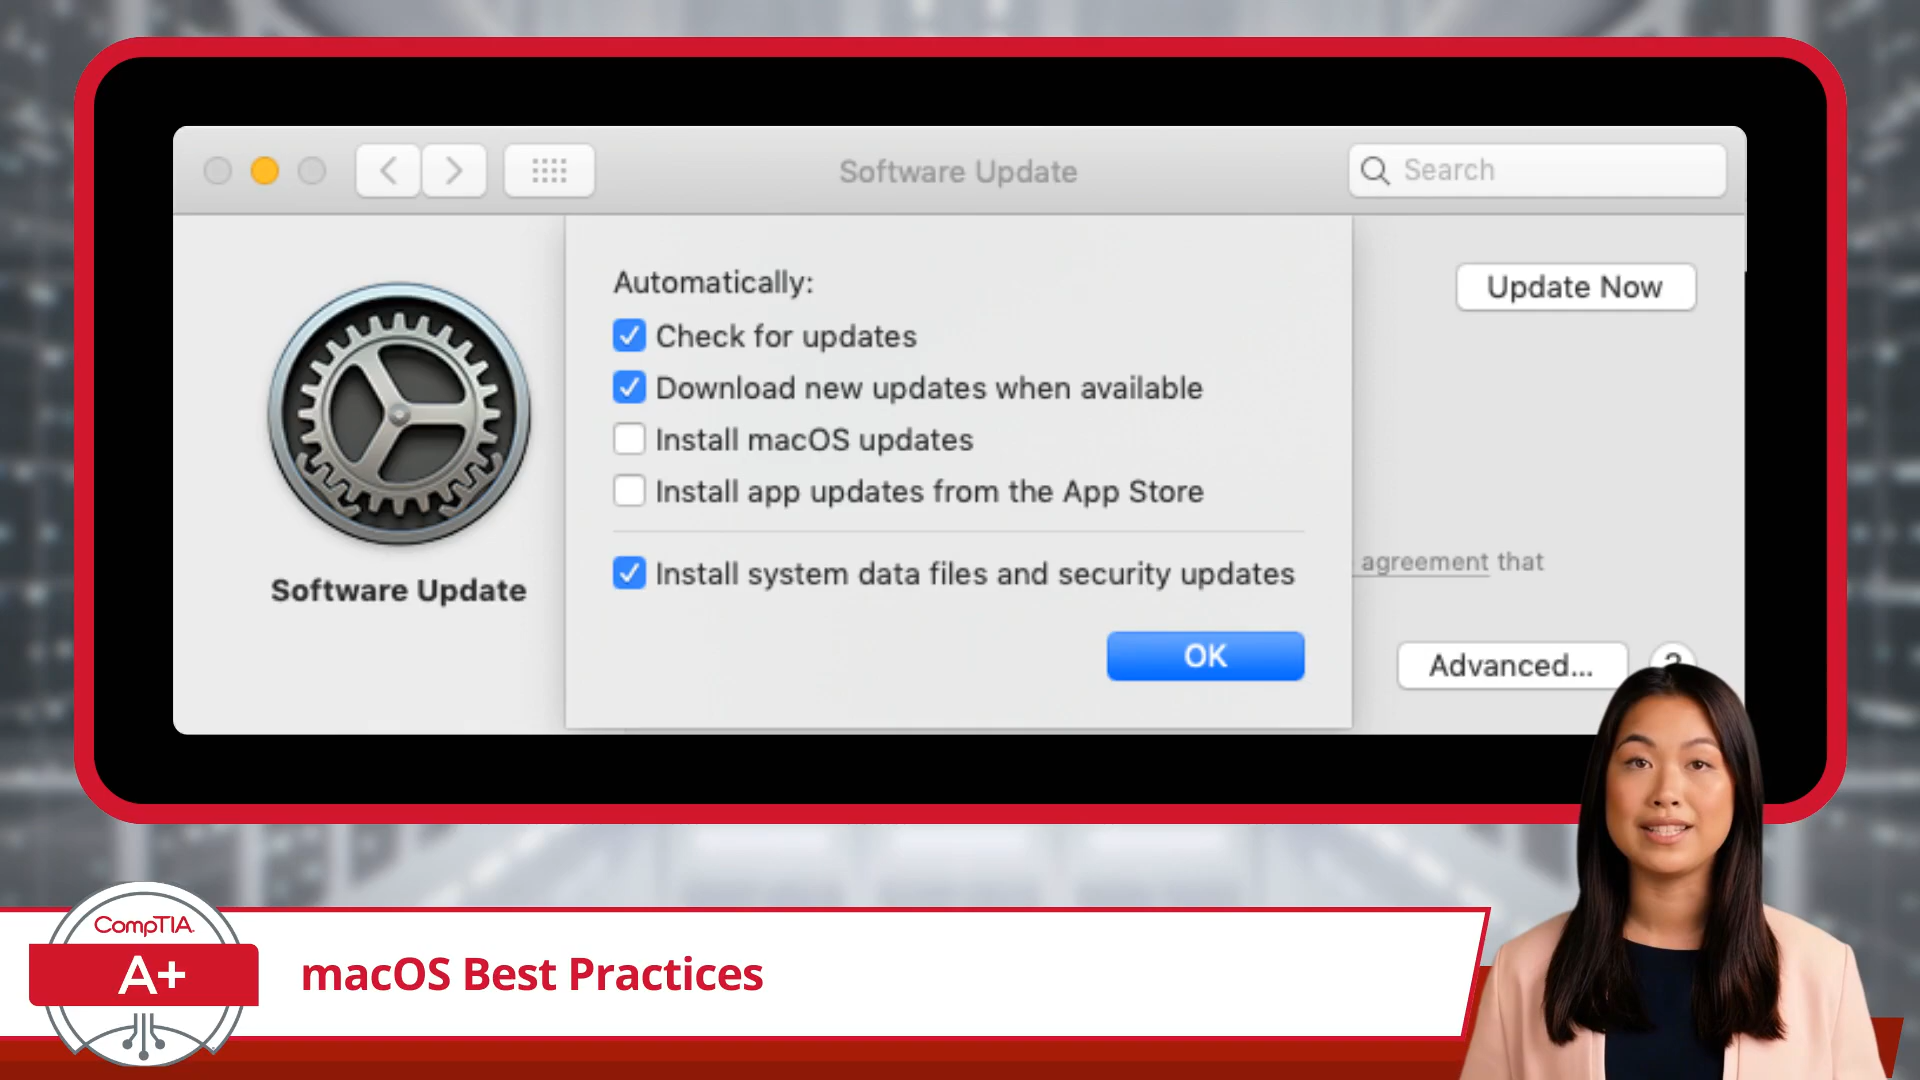 Software Update
Search
Automatically:
Check for updates
Download new updates when available
Install macOS updates
Install app updates from the App Store
Install system data files and security updates
OK
Update Now
agreement that
Advanced...
?
Software Update
CompTIA.
A+
macOS Best Practices